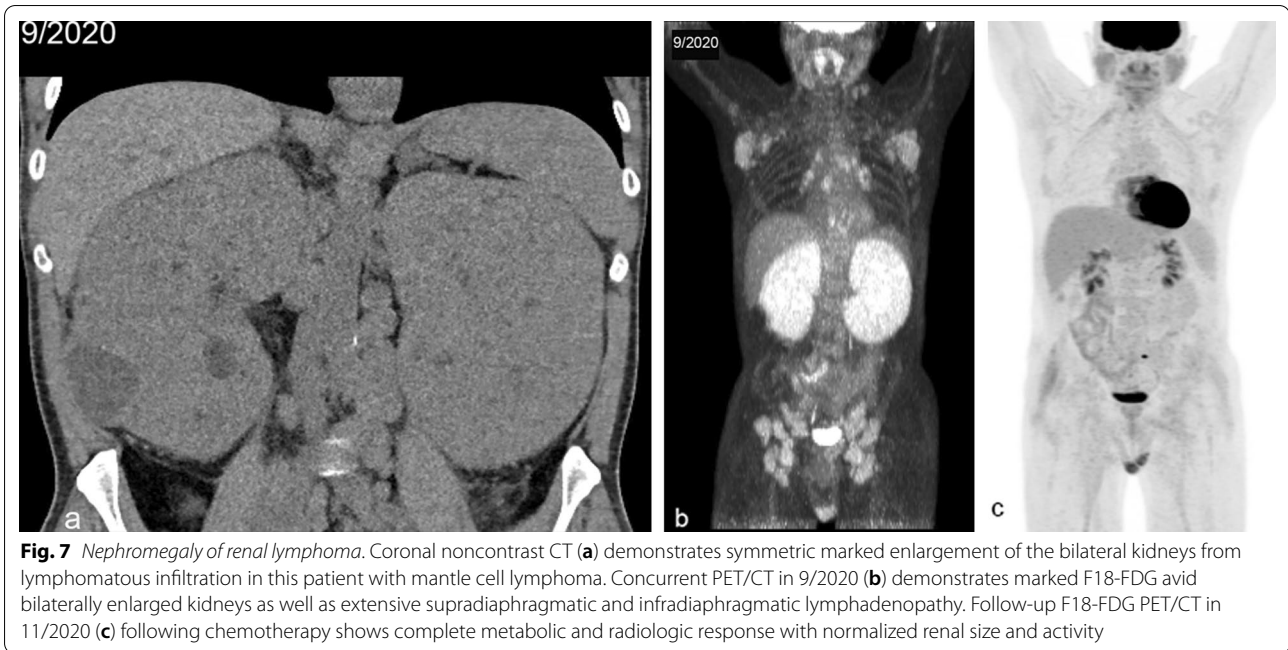 9/2020
a
9/2020
b
c
Fig. 7 Nephromegaly of renal lymphoma. Coronal noncontrast CT (a) demonstrates symmetric marked enlargement of the bilateral kidneys from
lymphomatous infiltration in this patient with mantle cell lymphoma. Concurrent PET/CT in 9/2020 (b) demonstrates marked F18-FDG avid
bilaterally enlarged kidneys as well as extensive supradiaphragmatic and infradiaphragmatic lymphadenopathy. Follow-up F18-FDG PET/CT in
11/2020 (c) following chemotherapy shows complete metabolic and radiologic response with normalized renal size and activity